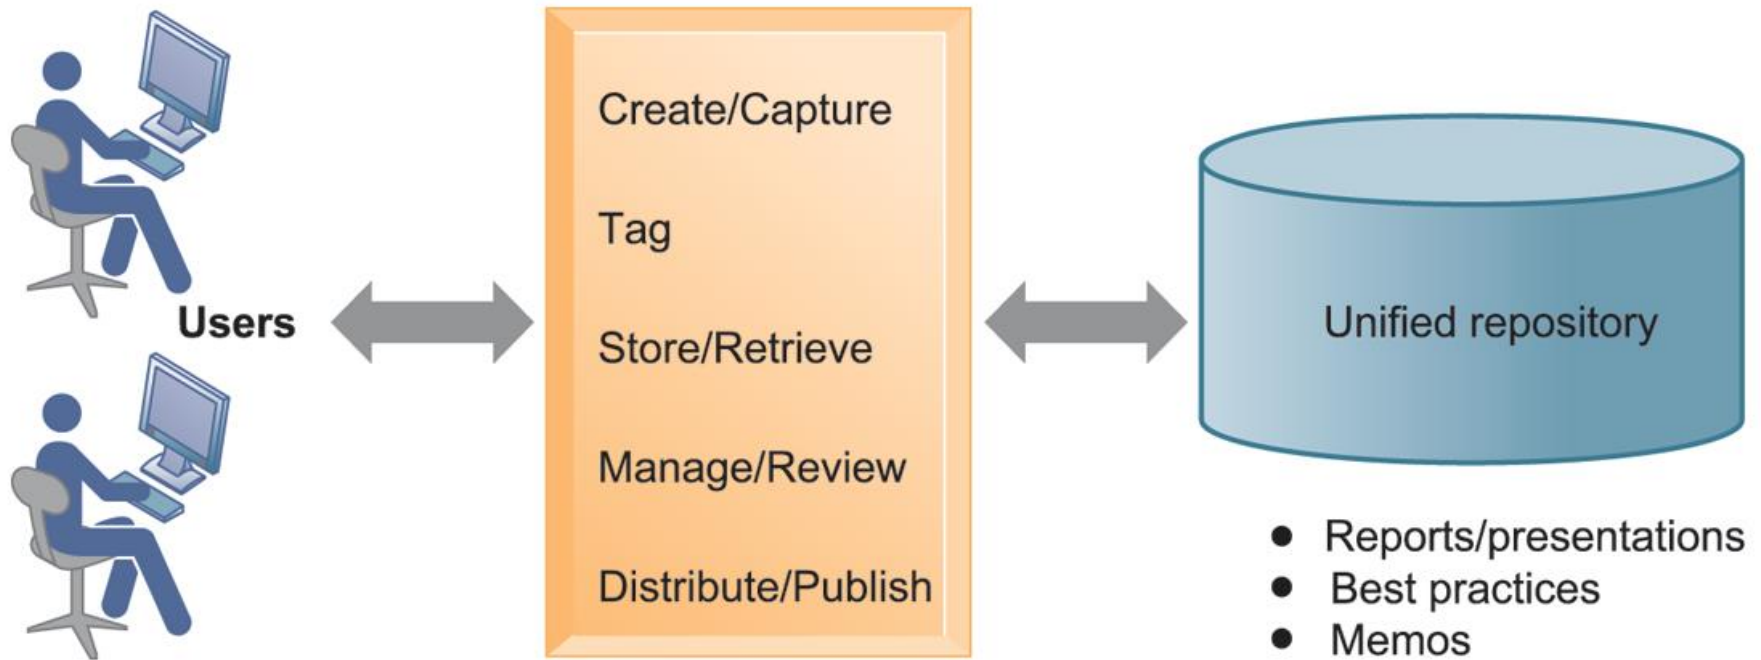 Users
Create/Capture
Tag
Store/Retrieve
Manage/Review
Distribute/Publish
Unified repository
● Reports/presentations
● Best practices
● Memos